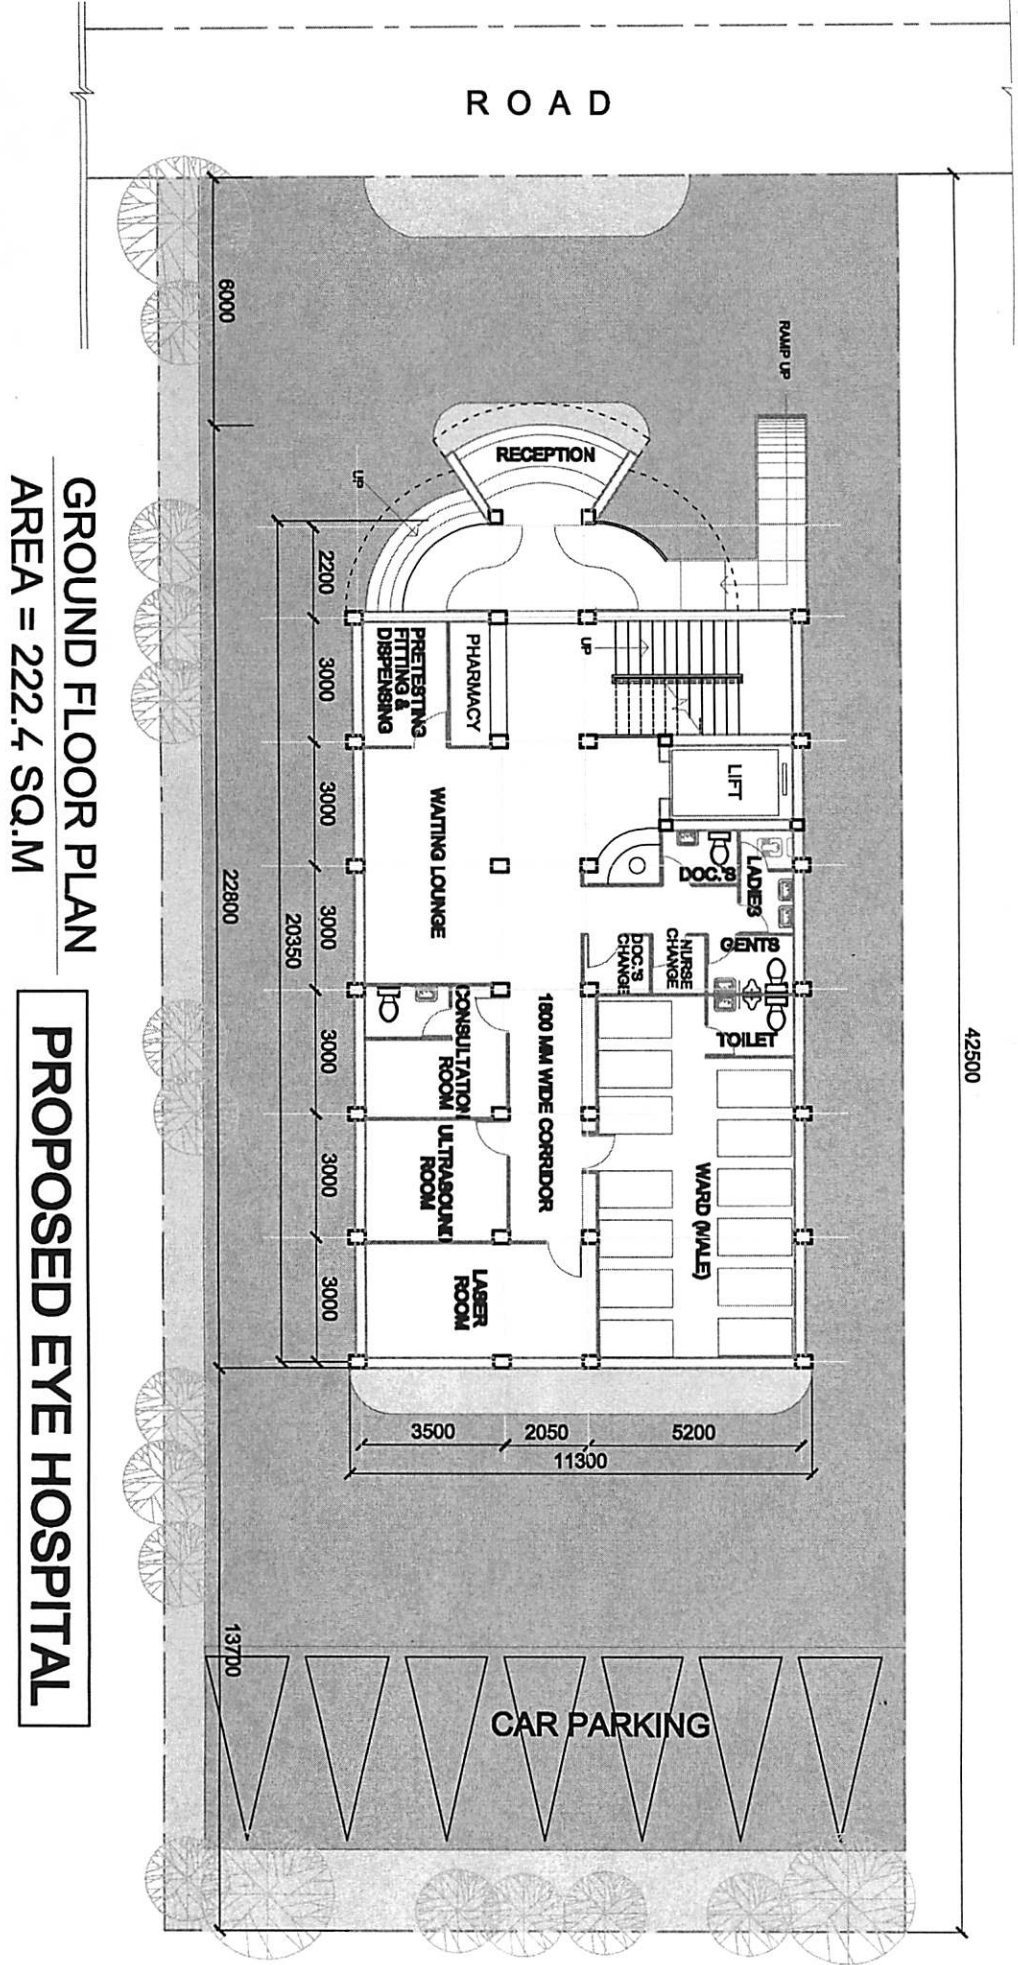 ROAD
42500
6000
22800
13700
20350
2200
3000
3000
3000
3000
3000
3000
RAMP UP
RECEPTION
UP
UP
PRETESTING
FITTING &
DISPENSING
PHARMACY
LIFT
WAITING LOUNGE
DOC.'S
LADIES
GENTS
DOC.'S
CHANGE
NURSE
CHANGE
TOILET
CONSULTATION
ROOM
1800 MM WIDE CORRIDOR
ULTRASOUND
ROOM
WARD (MALE)
LASER
ROOM
3500
2050
5200
11300
CAR PARKING
GROUND FLOOR PLAN
AREA = 222.4 SQ.M
PROPOSED EYE HOSPITAL